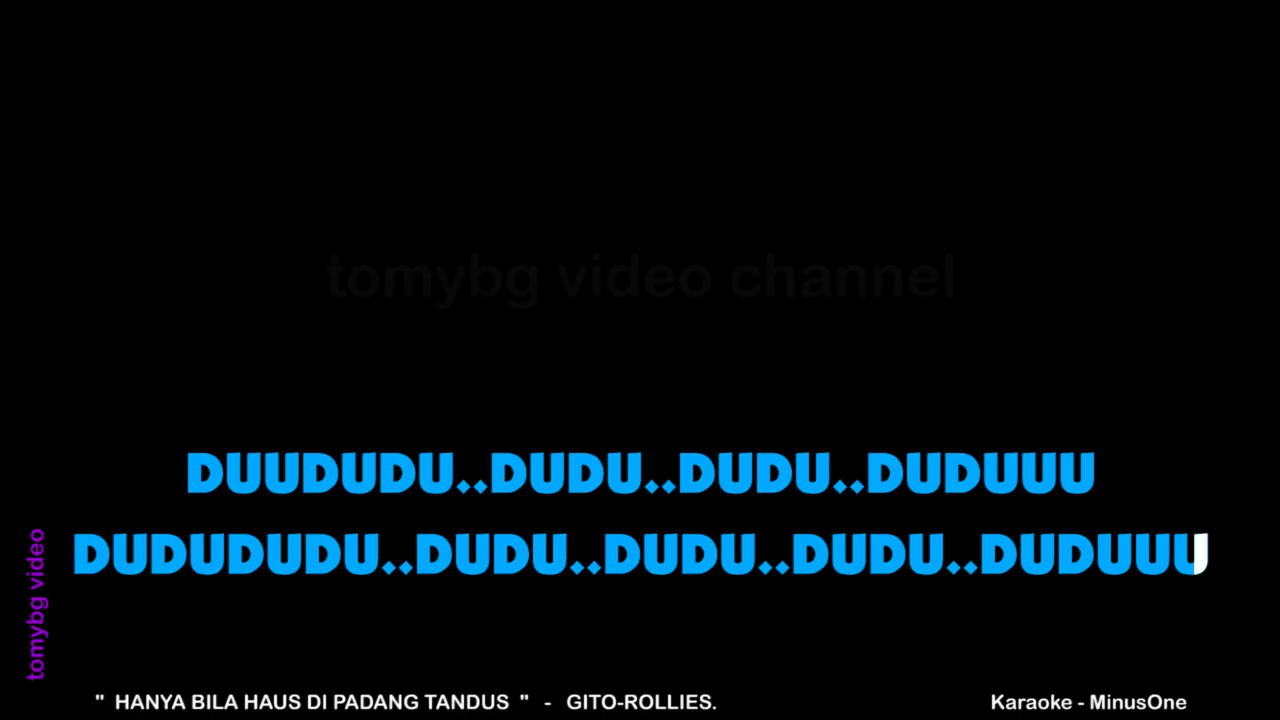 tomybg video channel
DUUDUDU..DUDU..DUDU..DUDUUU
DUDUDUDU..DUDU..DUDU..DUDU..DUDUUU
tomybg video
" HANYA BILA HAUS DI PADANG TANDUS " - GITO-ROLLIES.
Karaoke - MinusOne